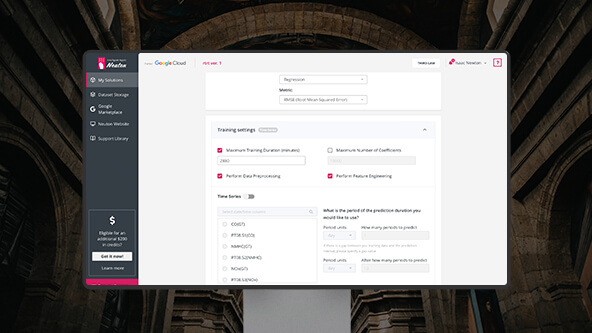 Neuton
Google Cloud
Isaac Newton
?
My Solutions
Dataset Storage
Google
Marketplace
Neuton Website
Support Library
$
Eligible for an
additional $200
in credits?
Get it now!
Learn more
Regression
Metric:
RMSE (Root Mean Squared Error)
Training settings
Maximum Training Duration (minutes)
2880
Maximum Number of Coefficients
Perform Data Preprocessing
Perform Feature Engineering
Time Series
What is the period of the prediction duration you
would like to use?
Period units
How many periods to predict
CO(GT)
PT08.S1(CO)
NMHC(GT)
PT08.S2(NMHC)
NOx(GT)
PT08.S3(NOx)
Period units
After how many periods to predict